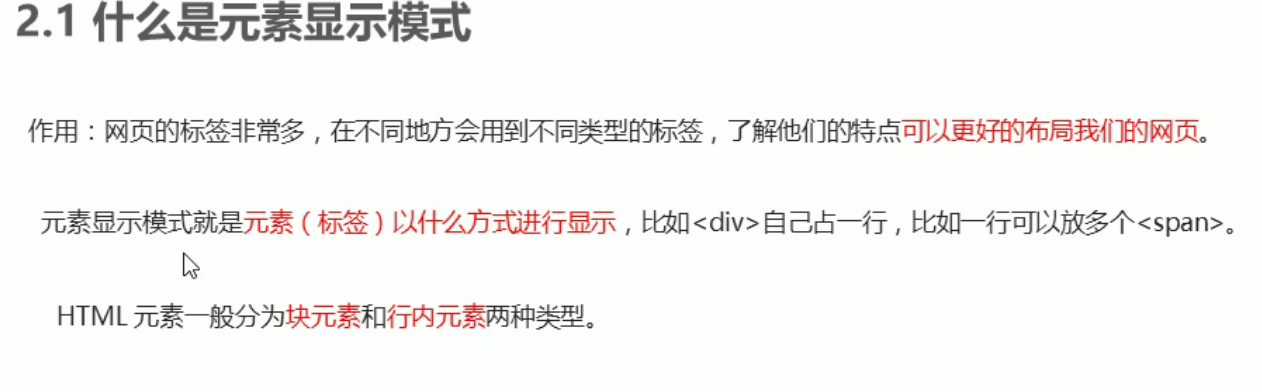 2.1 什么是元素显示模式
作用：网页的标签非常多，在不同地方会用到不同类型的标签，了解他们的特点可以更好的布局我们的网页。
元素显示模式就是元素（标签）以什么方式进行显示，比如<div>自己占一行，比如一行可以放多个<span>。
HTML 元素一般分为块元素和行内元素两种类型。